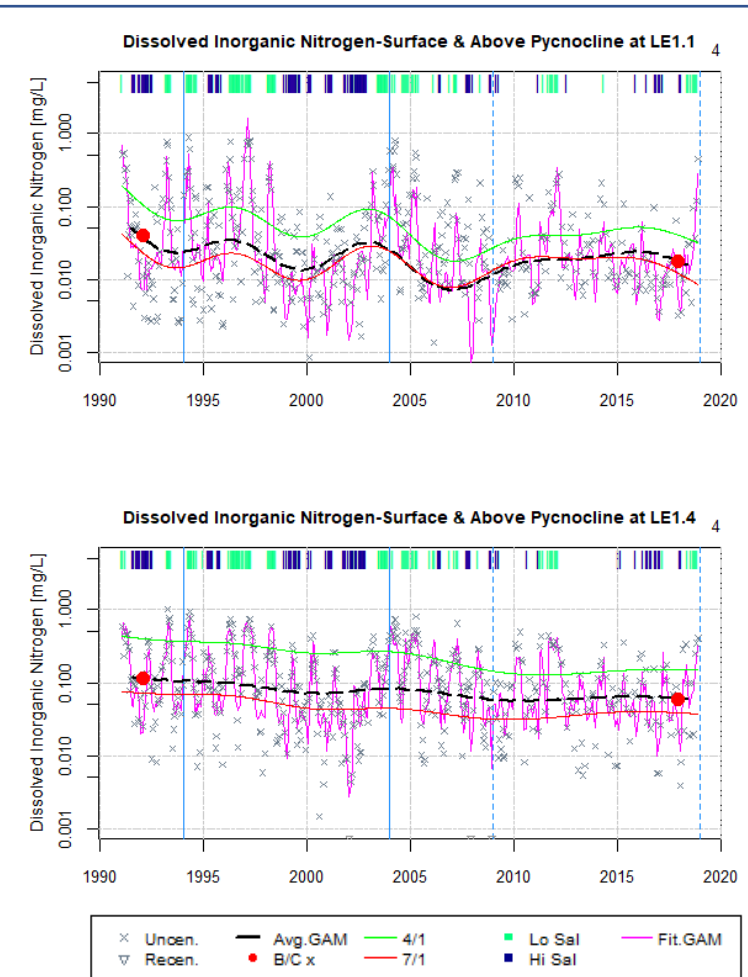 Dissolved Inorganic Nitrogen-Surface & Above Pycnocline at LE1.1
4
Dissolved Inorganic Nitrogen [mg/L]
1.000
0.100
0.010
0.001
1990 1995 2000 2005 2010 2015 2020
Dissolved Inorganic Nitrogen-Surface & Above Pycnocline at LE1.4
4
Dissolved Inorganic Nitrogen [mg/L]
1.000
0.100
0.010
0.001
1990 1995 2000 2005 2010 2015 2020
Uncen. Avg.GAM 4/1 Lo Sal Fit.GAM
Recen. B/C x 7/1 Hi Sal